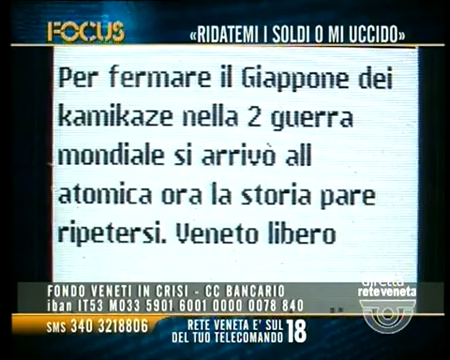 FOCUS
«RIDATEMI I SOLDI O MI UCCIDO»
Per fermare il Giappone dei
kamikaze nella 2 guerra
mondiale si arrivò all
atomica ora la storia pare
ripetersi. Veneto libero
FONDO VENETI IN CRISI - CC BANCARIO
iban IT53 M033 5901 6001 0000 0078 840
diretta
reteveneta
SMS 340 3218806
RETE VENETA E' SUL
DEL TUO TELECOMANDO 18